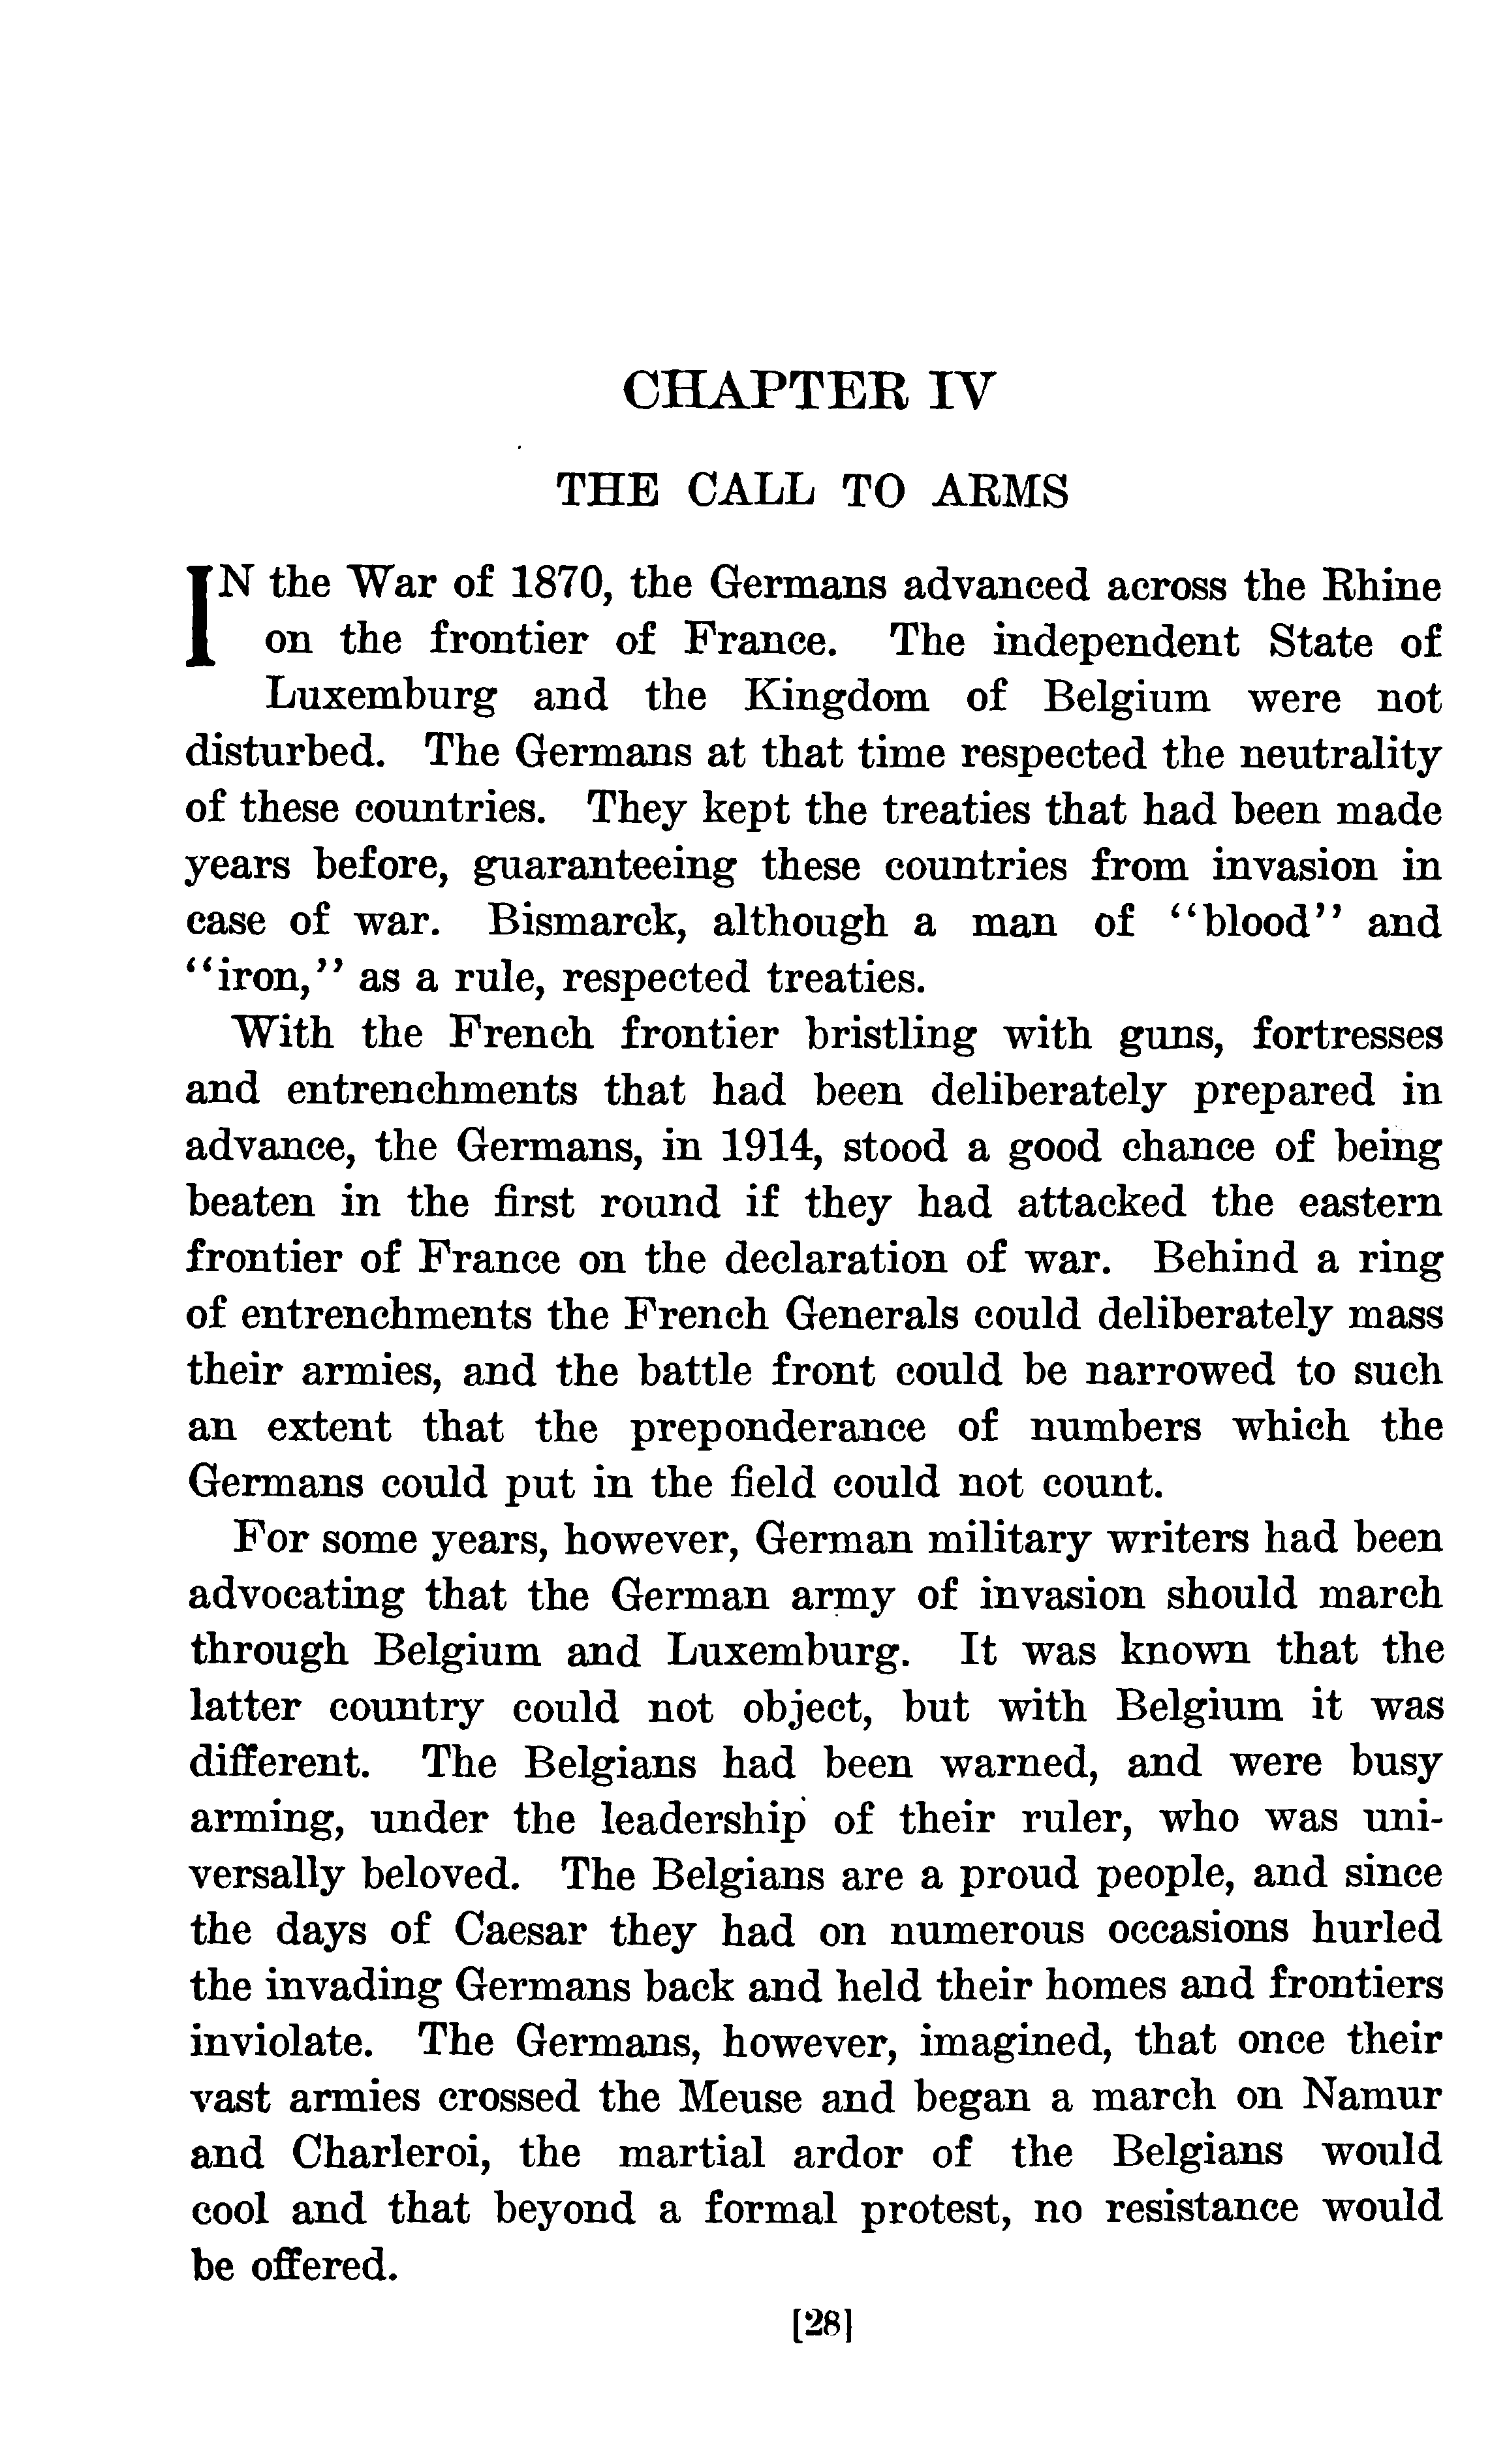 CHAPTER IV
THE CALL TO ARMS
IN the War of 1870, the Germans advanced across the Rhine
on the frontier of France. The independent State of
Luxemburg and the Kingdom of Belgium were not
disturbed. The Germans at that time respected the neutrality
of these countries. They kept the treaties that had been made
years before, guaranteeing these countries from invasion in
case of war. Bismarck, although a man of "blood" and
"iron," as a rule, respected treaties.
With the French frontier bristling with guns, fortresses
and entrenchments that had been deliberately prepared in
advance, the Germans, in 1914, stood a good chance of being
beaten in the first round if they had attacked the eastern
frontier of France on the declaration of war. Behind a ring
of entrenchments the French Generals could deliberately mass
their armies, and the battle front could be narrowed to such
an extent that the preponderance of numbers which the
Germans could put in the field could not count.
For some years, however, German military writers had been
advocating that the German army of invasion should march
through Belgium and Luxemburg. It was known that the
latter country could not object, but with Belgium it was
different. The Belgians had been warned, and were busy
arming, under the leadership of their ruler, who was uni-
versally beloved. The Belgians are a proud people, and since
the days of Caesar they had on numerous occasions hurled
the invading Germans back and held their homes and frontiers
inviolate. The Germans, however, imagined, that once their
vast armies crossed the Meuse and began a march on Namur
and Charleroi, the martial ardor of the Belgians would
cool and that beyond a formal protest, no resistance would
be offered.
[28]